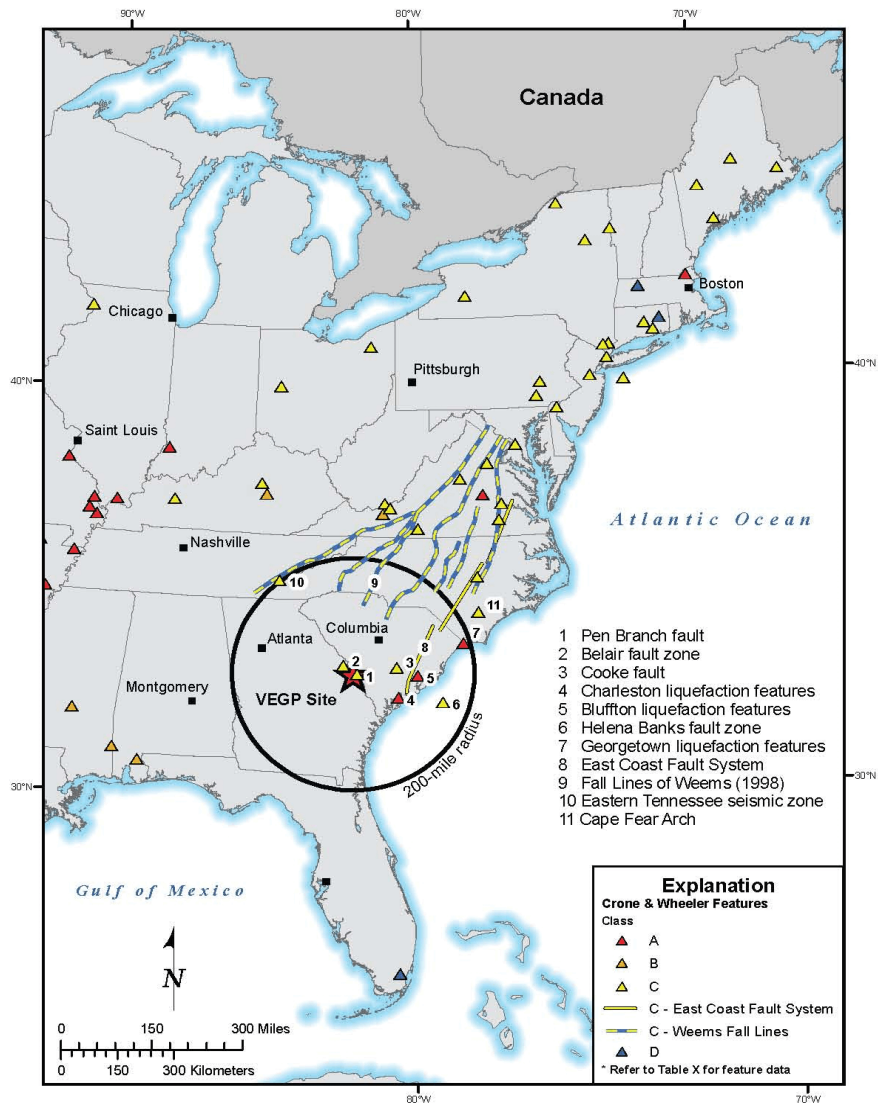 90°W 80°W 70°W
Canada
Boston
Chicago
40°N
40°N
Pittsburgh
Saint Louis
Atlantic Ocean
Nashville
10
9
11
Columbia
7
Atlanta
8
2
3
1
5
Montgomery
VEGP Site
4
6
200-mile radius
30°N
30°N
1 Pen Branch fault
2 Belair fault zone
3 Cooke fault
4 Charleston liquefaction features
5 Bluffton liquefaction features
6 Helena Banks fault zone
7 Georgetown liquefaction features
8 East Coast Fault System
9 Fall Lines of Weems (1998)
10 Eastern Tennessee seismic zone
11 Cape Fear Arch
Gulf of Mexico
N
0 150 300 Miles
0 150 300 Kilometers
Explanation
Crone & Wheeler Features
Class
A
B
C
C - East Coast Fault System
C - Weems Fall Lines
D
* Refer to Table X for feature data
80°W 70°W